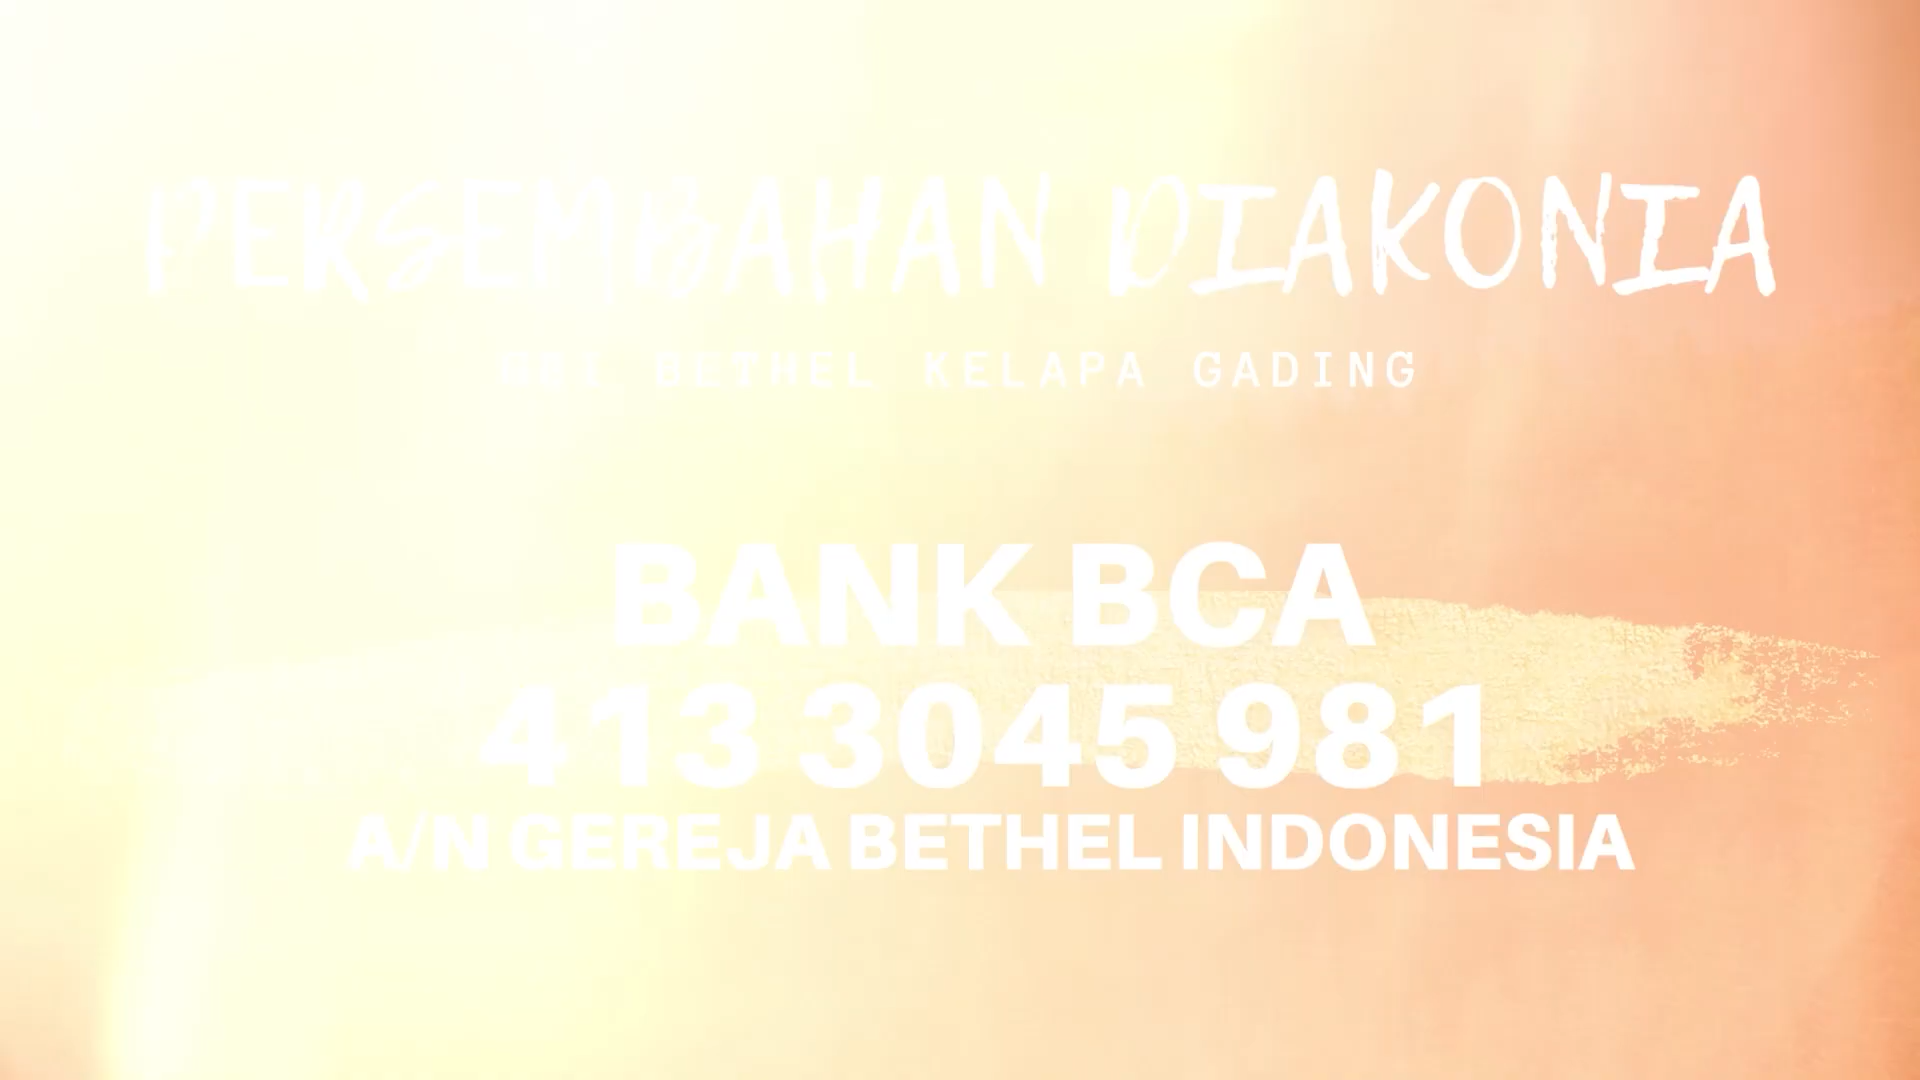 PERSEMBAHAN DIAKONIA
GBI BETHEL KELAPA GADING
BANK BCA
413 3045 981
A/N GEREJA BETHEL INDONESIA